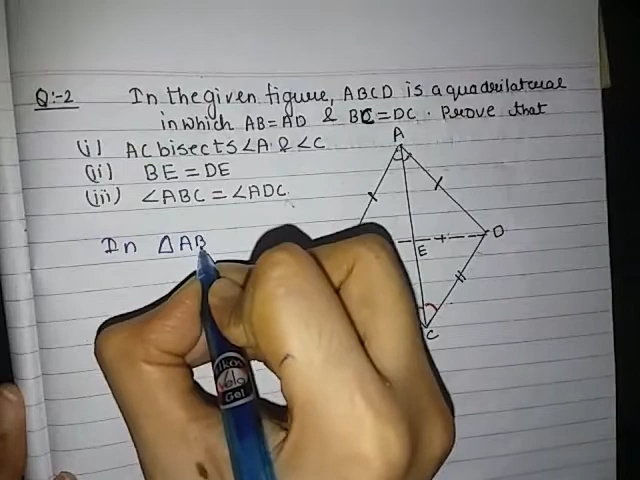 Q:-2 In the given figure, ABCD is a quadrilateral
in which AB=AD & BC=DC. Prove that
(i) AC bisects ∠A & ∠C
(ii) BE = DE
(iii) ∠ABC = ∠ADC.
A
In ΔAB
D
E
C
Gel